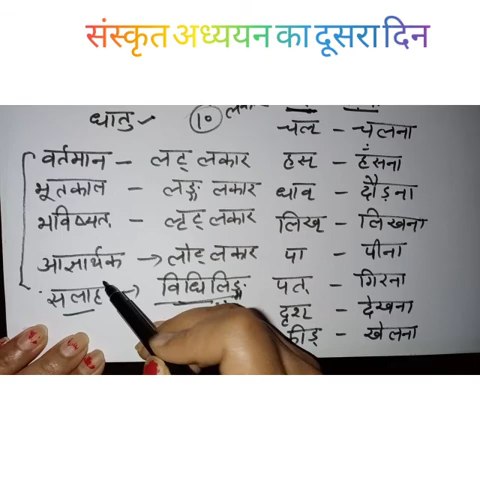 संस्कृत अध्ययन का दूसरा दिन
धातु १०
वर्तमान – लट् लकार
भूतकाल – लङ्ग लकार
भविष्यत् – लृट् लकार
आज्ञार्थक → लोट् लकार
सलाह → विधिलिङ्ग
चल् – चलना
हस् – हँसना
धाव् – दौड़ना
लिख् – लिखना
पा – पीना
पत् – गिरना
दृश् – देखना
क्रीड् – खेलना